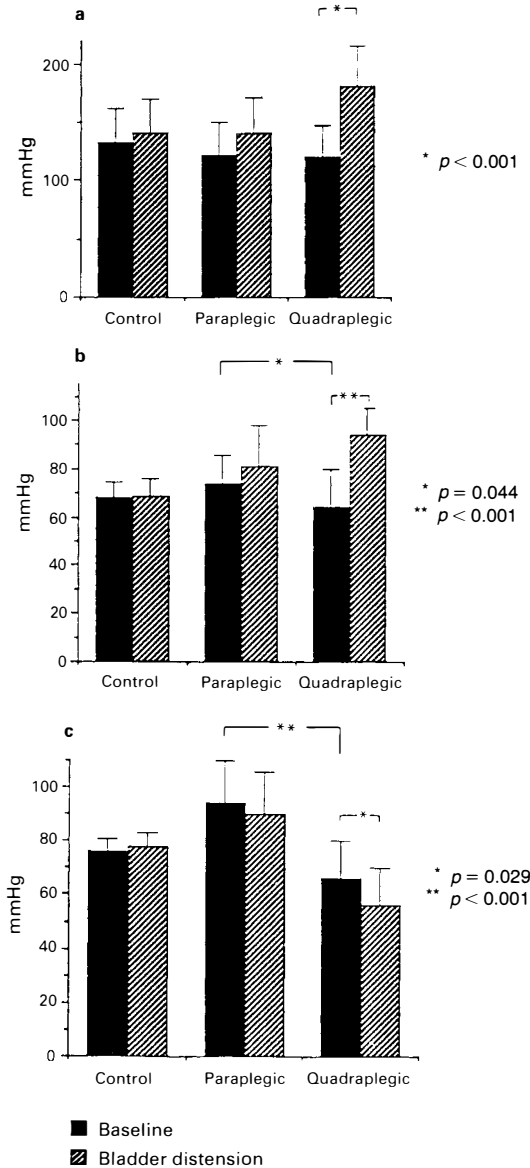 a
*
200
100
0
mmHg
* p < 0.001
Control Paraplegic Quadraplegic
b
*
**
100
80
60
40
20
0
mmHg
* p = 0.044
** p < 0.001
Control Paraplegic Quadraplegic
c
**
*
100
80
60
40
20
0
mmHg
* p = 0.029
** p < 0.001
Control Paraplegic Quadraplegic
Baseline
Bladder distension